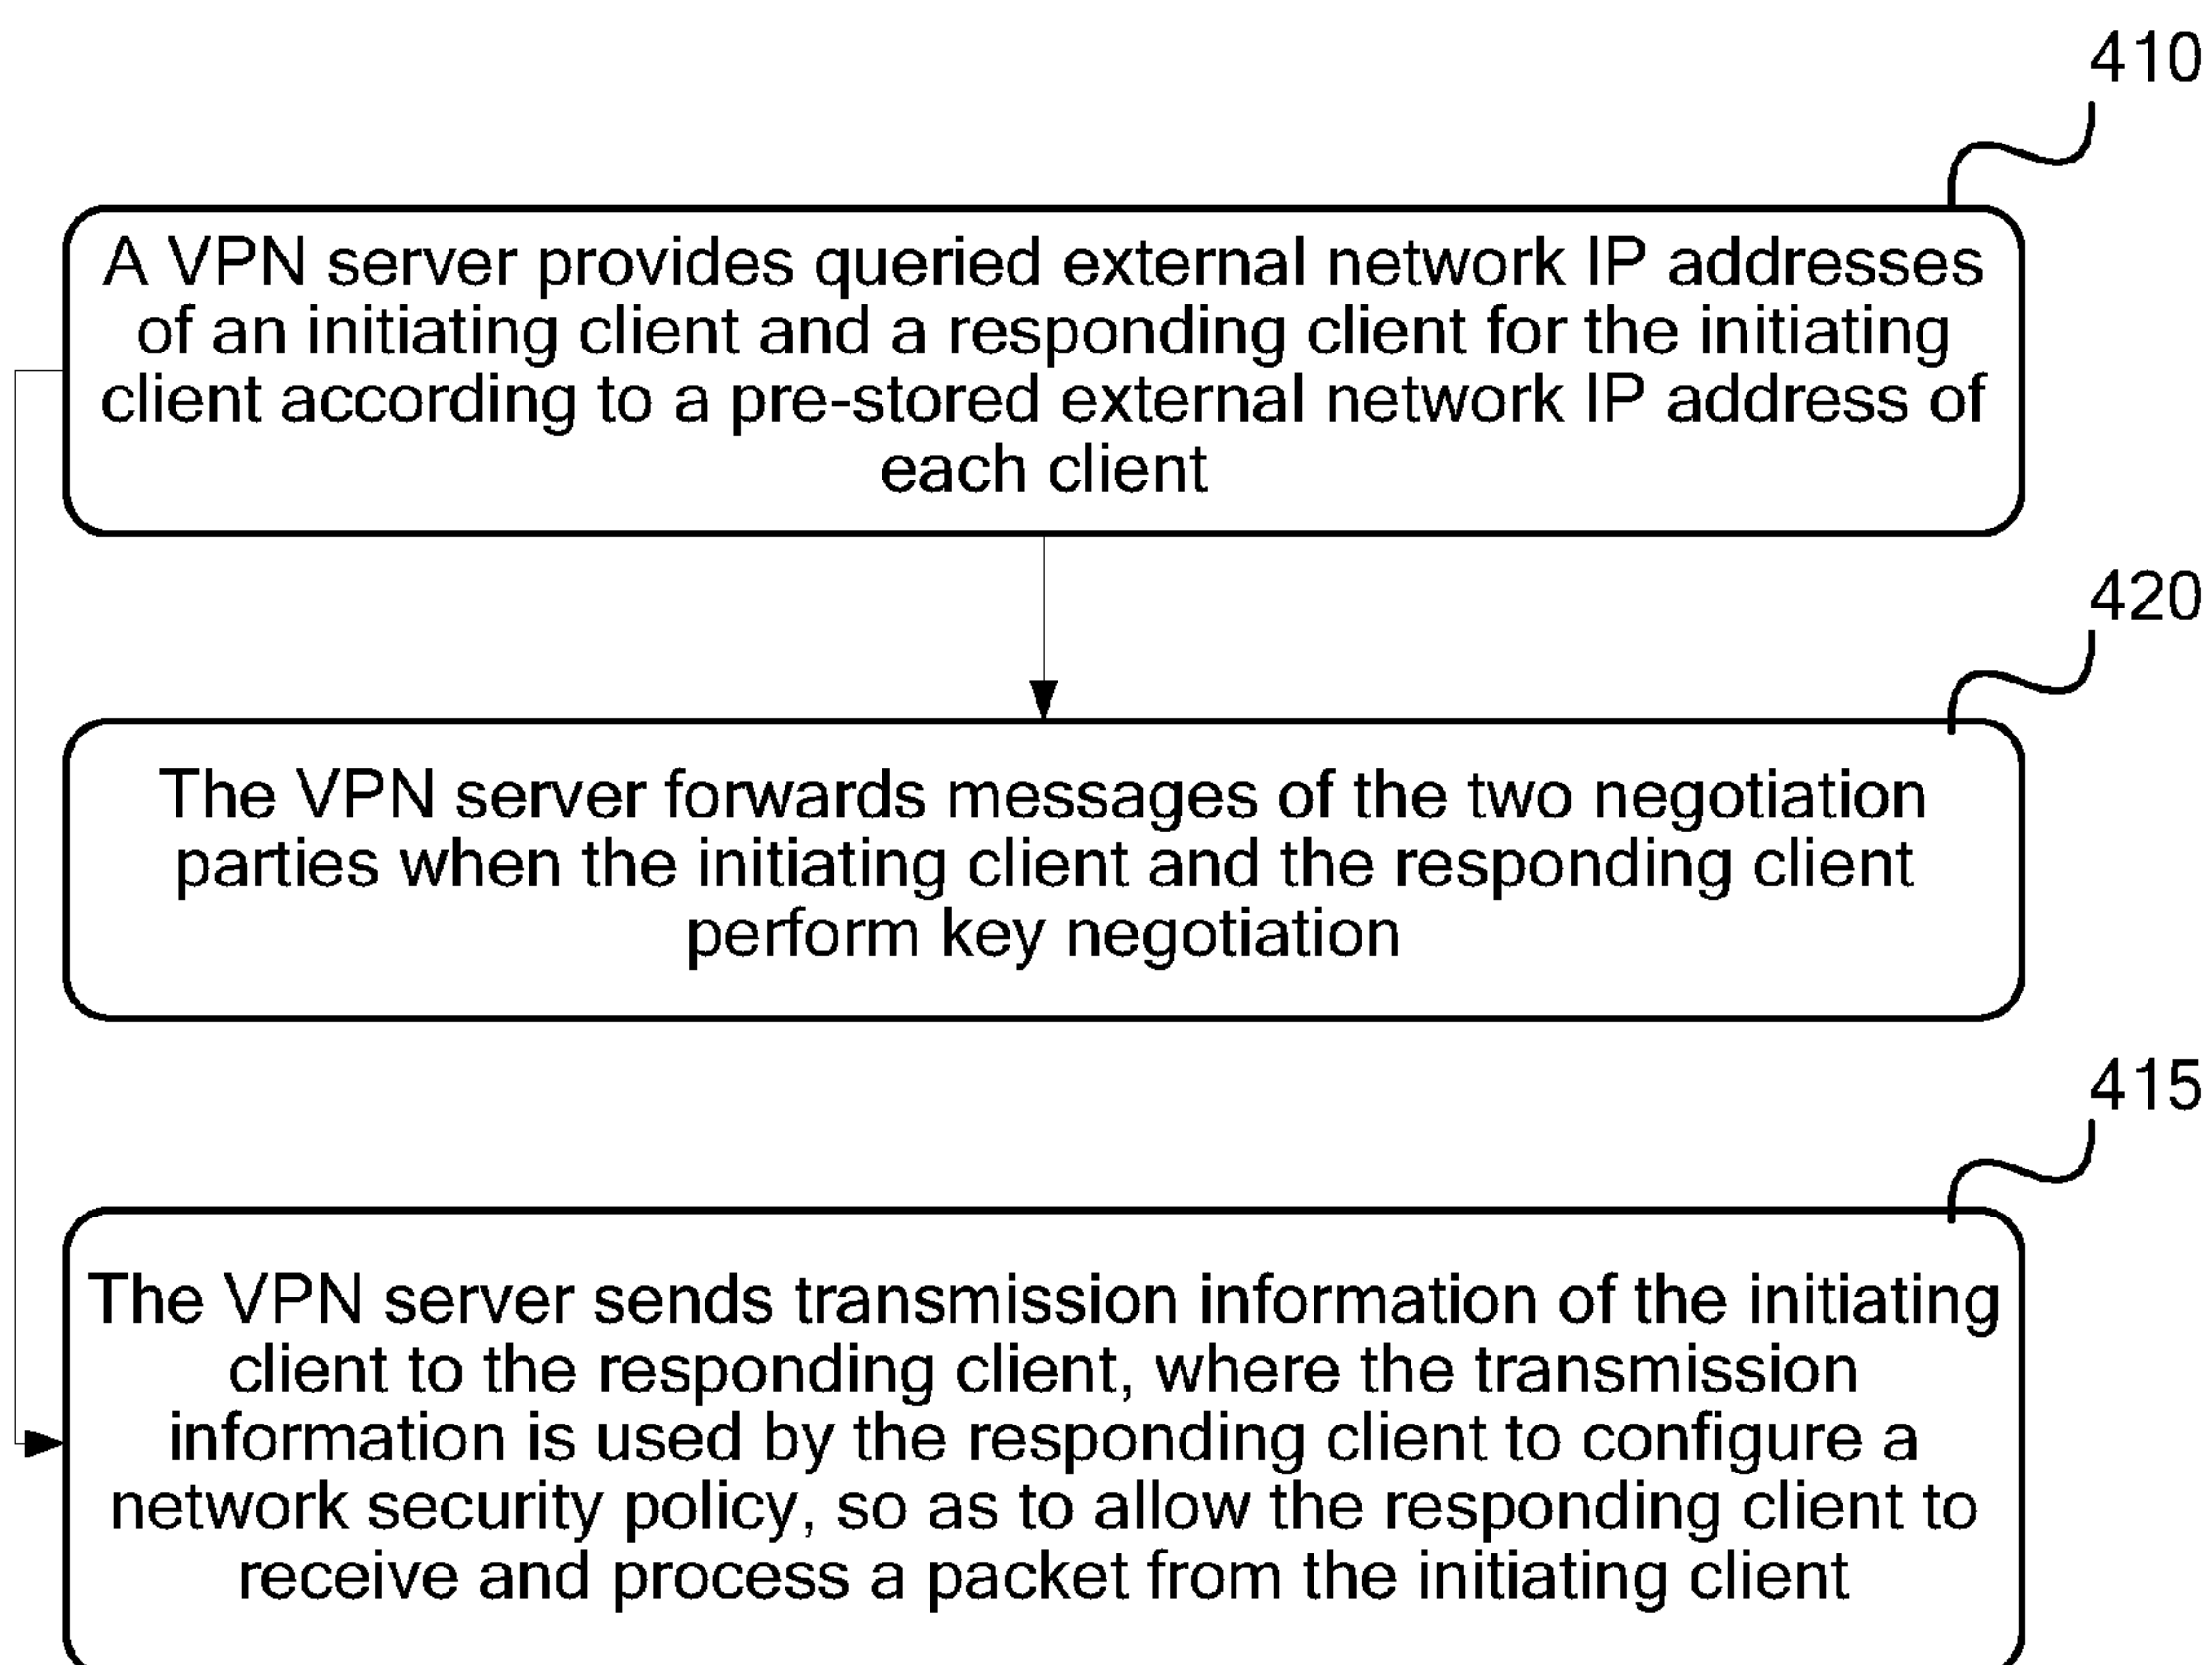 410
A VPN server provides queried external network IP addresses
of an initiating client and a responding client for the initiating
client according to a pre-stored external network IP address of
each client
420
The VPN server forwards messages of the two negotiation
parties when the initiating client and the responding client
perform key negotiation
415
The VPN server sends transmission information of the initiating
client to the responding client, where the transmission
information is used by the responding client to configure a
network security policy, so as to allow the responding client to
receive and process a packet from the initiating client